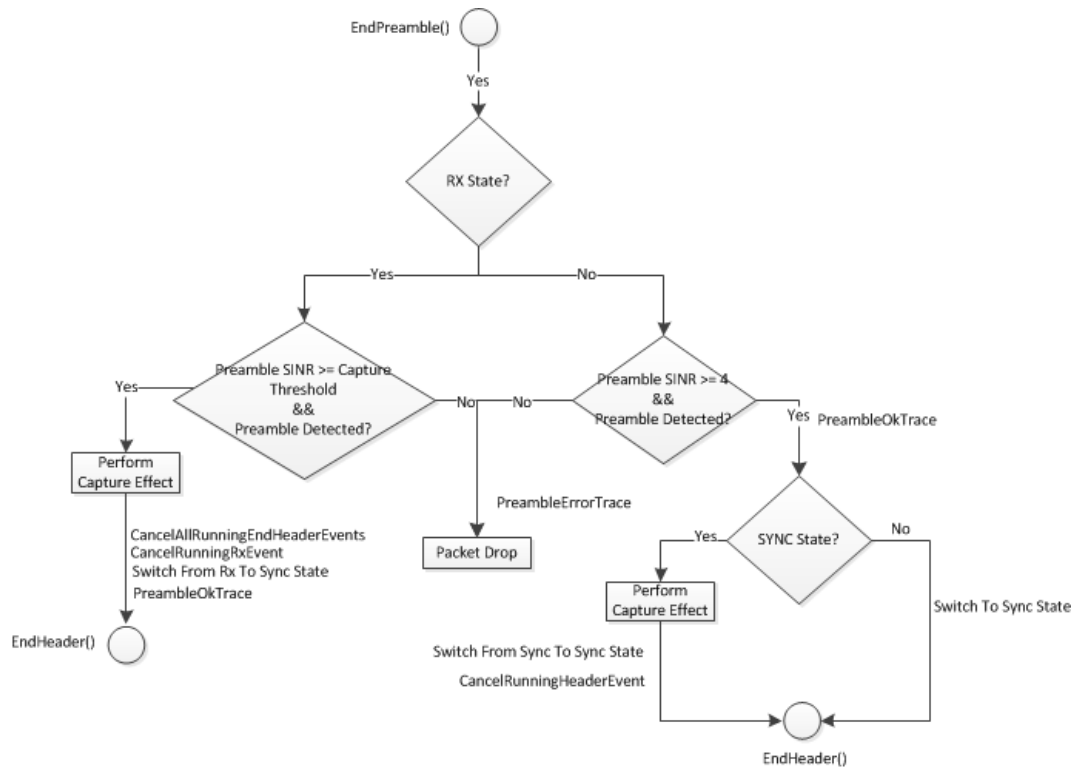 EndPreamble()
Yes
RX State?
Yes
No
Preamble SINR >= Capture
Threshold
&&
Preamble Detected?
Yes
No
No
Preamble SINR >= 4
&&
Preamble Detected?
Yes
PreambleOkTrace
Perform
Capture Effect
PreambleErrorTrace
Packet Drop
CancelAllRunningEndHeaderEvents
CancelRunningRxEvent
Switch From Rx To Sync State
PreambleOkTrace
EndHeader()
SYNC State?
Yes
No
Perform
Capture Effect
Switch To Sync State
Switch From Sync To Sync State
CancelRunningHeaderEvent
EndHeader()